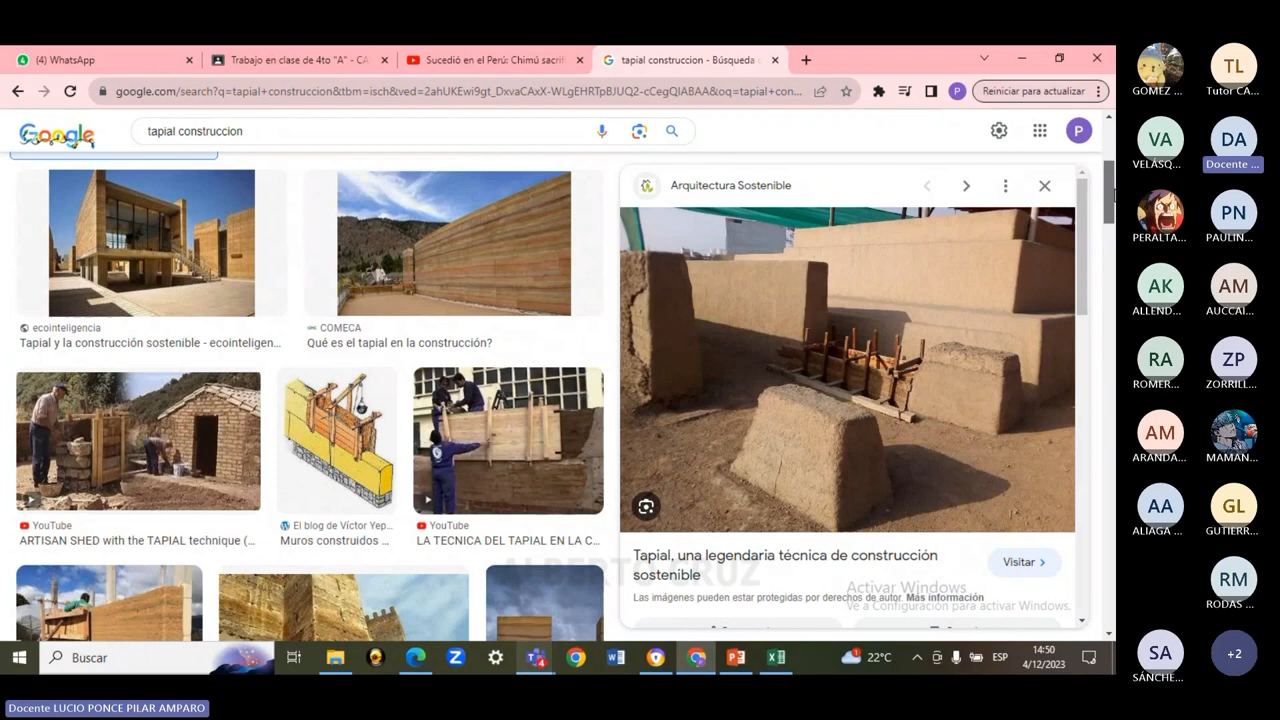 (4) WhatsApp
Trabajo en clase de 4to "A" - CA
Sucedió en el Perú: Chimú sacrif
tapial construccion - Búsqueda
google.com/search?q=tapial+construccion&tbm=isch&ved=2ahUKEwi9gt_DxvaCAxX-WLgEHRTpBJUQ2-cCegQIABAA&oq=tapial+con...
P
Reiniciar para actualizar
Google
tapial construccion
P
ecointeligencia
Tapial y la construcción sostenible - ecointeligen...
COMECA
Qué es el tapial en la construcción?
YouTube
ARTISAN SHED with the TAPIAL technique (...
El blog de Víctor Yep...
Muros construidos ...
YouTube
LA TECNICA DEL TAPIAL EN LA C...
Arquitectura Sostenible
Tapial, una legendaria técnica de construcción
sostenible
Visitar
Las imágenes pueden estar protegidas por derechos de autor. Más información
ALBERTO CRUZ
Activar Windows
Ve a Configuración para activar Windows.
Buscar
22°C
ESP
14:50
4/12/2023
GOMEZ ...
TL
Tutor CA...
VA
VELÁSQ...
DA
Docente ...
PERALTA...
PN
PAULIN...
AK
ALLEND...
AM
AUCCAI...
RA
ROMER...
ZP
ZORRILL...
AM
ARANDA...
MAMAN...
AA
ALIAGA ...
GL
GUTIERR...
RM
RODAS ...
SA
SÁNCHE...
+2
Docente LUCIO PONCE PILAR AMPARO